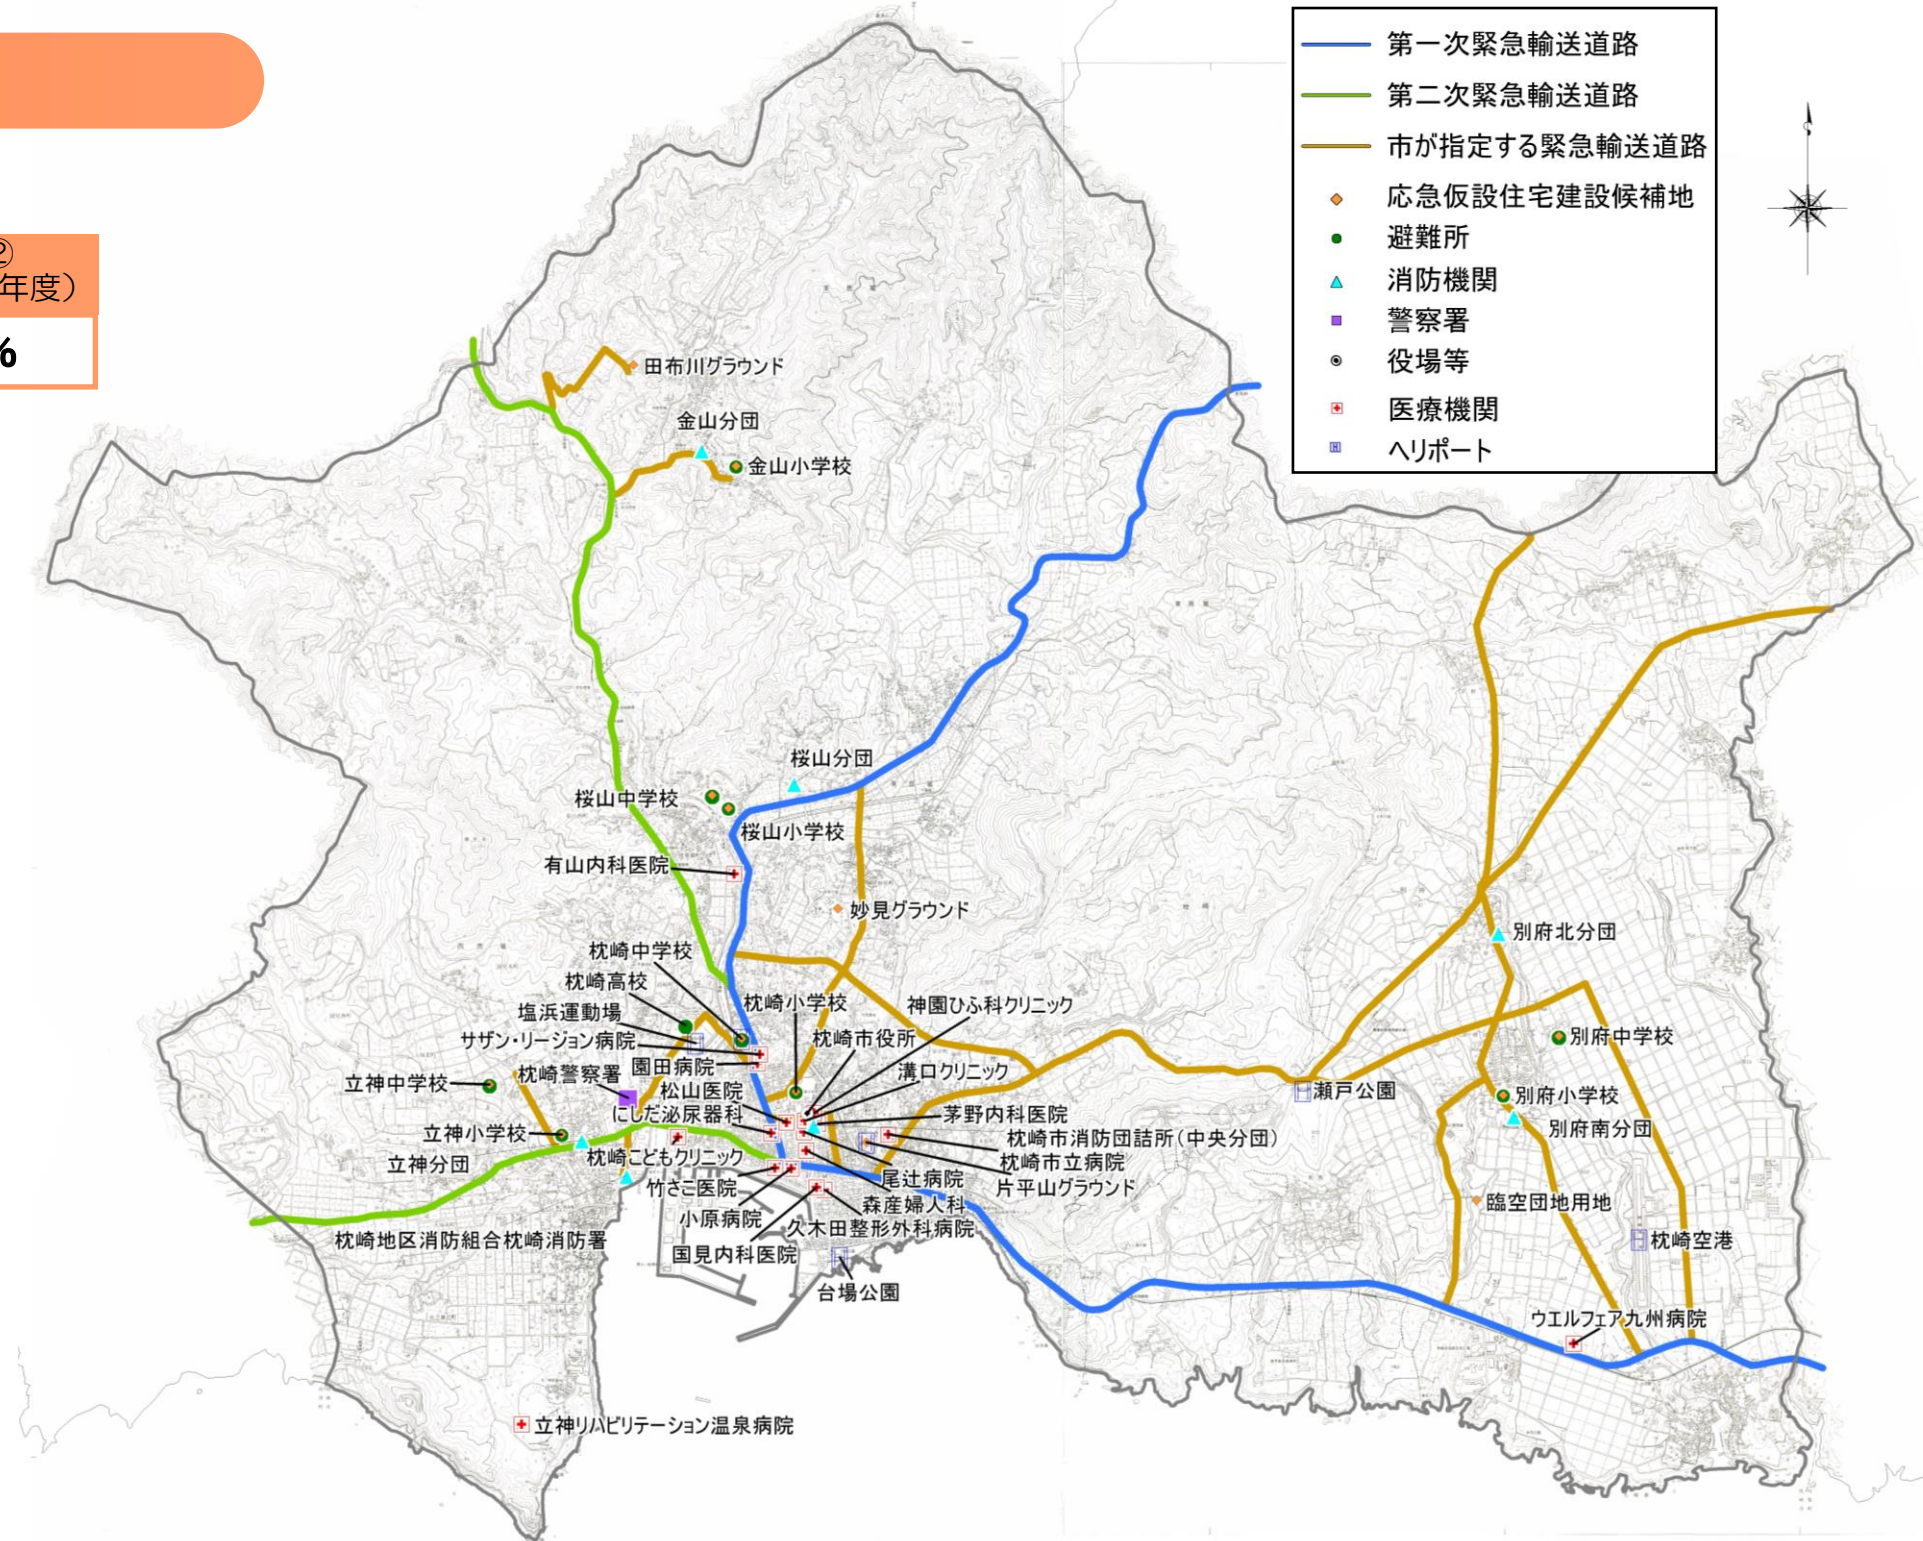 ②
年度）
%
第一次緊急輸送道路
第二次緊急輸送道路
市が指定する緊急輸送道路
応急仮設住宅建設候補地
避難所
消防機関
警察署
役場等
医療機関
ヘリポート
田布川グラウンド
金山分団
金山小学校
桜山分団
桜山中学校
桜山小学校
有山内科医院
妙見グラウンド
別府北分団
枕崎中学校
枕崎高校
枕崎小学校
神園ひふ科クリニック
塩浜運動場
サザン・リージョン病院
枕崎市役所
別府中学校
園田病院
溝口クリニック
枕崎警察署
立神中学校
松山医院
瀬戸公園
別府小学校
にしだ泌尿器科
茅野内科医院
別府南分団
立神小学校
枕崎市消防団詰所(中央分団)
枕崎こどもクリニック
立神分団
枕崎市立病院
尾辻病院
竹さこ医院
片平山グラウンド
森産婦人科
臨空団地用地
小原病院
久木田整形外科病院
枕崎地区消防組合枕崎消防署
枕崎空港
国見内科医院
台場公園
ウエルフェア九州病院
立神リハビリテーション温泉病院